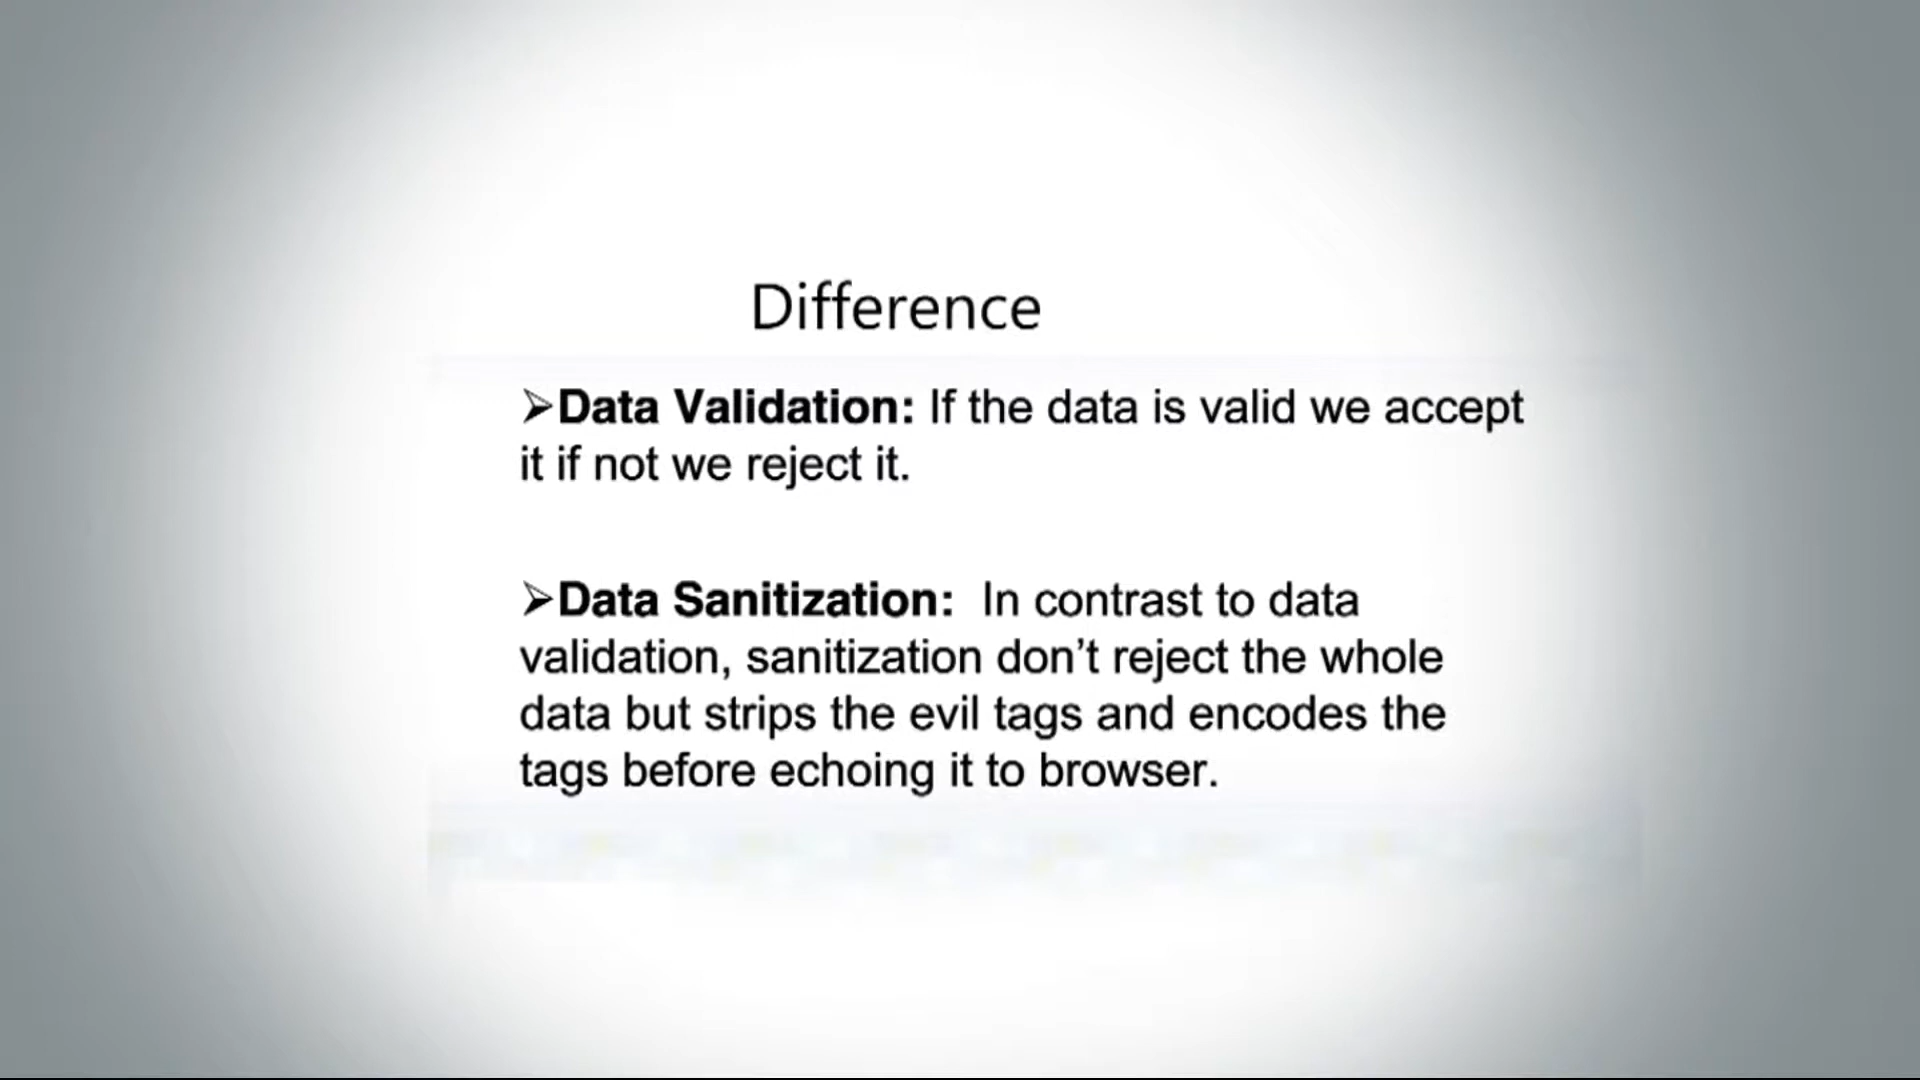 Difference
➢Data Validation: If the data is valid we accept
it if not we reject it.
➢Data Sanitization:  In contrast to data
validation, sanitization don’t reject the whole
data but strips the evil tags and encodes the
tags before echoing it to browser.